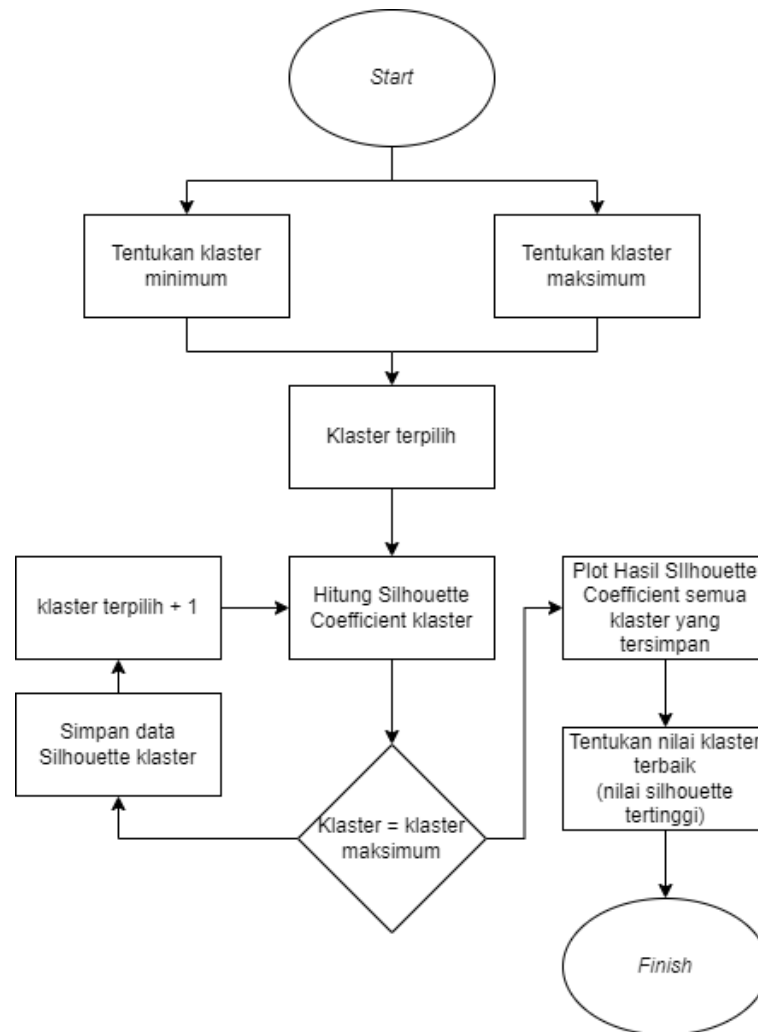 Start
Tentukan klaster
minimum
Tentukan klaster
maksimum
Klaster terpilih
klaster terpilih + 1
Hitung Silhouette
Coefficient klaster
Plot Hasil SIlhouette
Coefficient semua
klaster yang
tersimpan
Simpan data
Silhouette klaster
Klaster = klaster
maksimum
Tentukan nilai klaster
terbaik
(nilai silhouette
tertinggi)
Finish